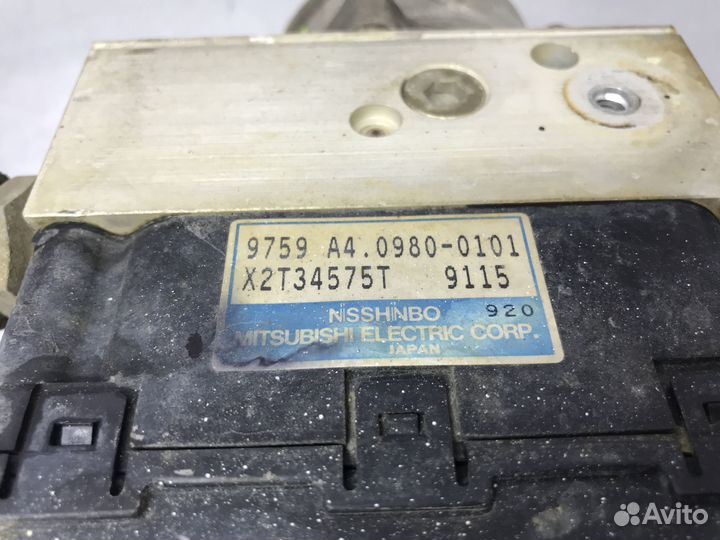 9759 A4.0980-0101
X2T34575T 9115
NISSHINBO 920
MITSUBISHI ELECTRIC CORP.
JAPAN
Avito